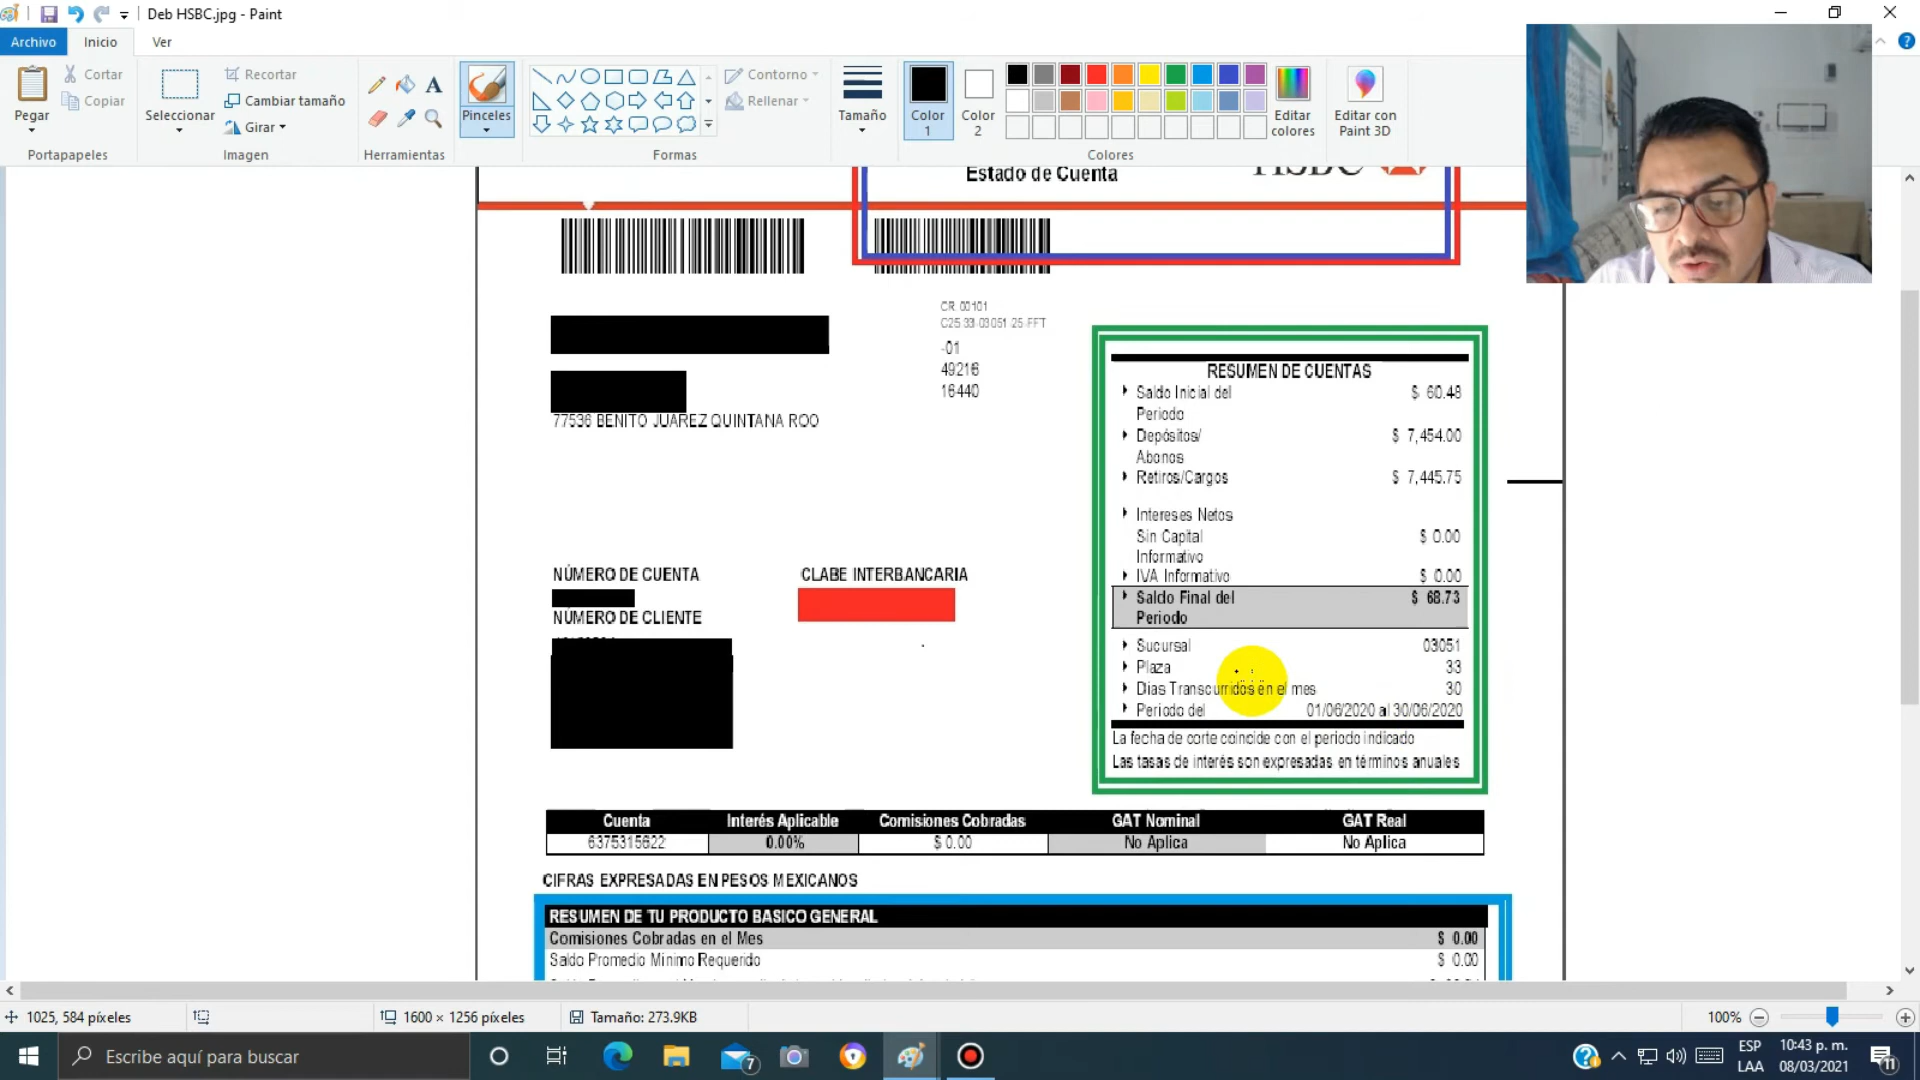 Deb HSBC.jpg - Paint
Archivo Inicio Ver
Pegar
Cortar
Copiar
Portapapeles
Seleccionar
Recortar
Cambiar tamaño
Girar
Imagen
A
Herramientas
Pinceles
Contorno
Rellenar
Formas
Tamaño
Color 1
Color 2
Editar colores
Editar con Paint 3D
Colores
Estado de Cuenta
HSBC
CR. 00101
C25 33-03051 25-FFT
-01
49216
16440
77536 BENITO JUAREZ QUINTANA ROO
NÚMERO DE CUENTA
CLABE INTERBANCARIA
NÚMERO DE CLIENTE
RESUMEN DE CUENTAS
Saldo Inicial del Periodo $ 60.48
Depósitos/ Abonos $ 7,454.00
Retiros/Cargos $ 7,445.75
Intereses Netos
Sin Capital $ 0.00
Informativo
IVA Informativo $ 0.00
Saldo Final del Periodo $ 68.73
Sucursal 03051
Plaza 33
Dias Transcurridos en el mes 30
Periodo del 01/06/2020 al 30/06/2020
La fecha de corte coincide con el periodo indicado
Las tasas de interés son expresadas en términos anuales
Cuenta Interés Aplicable Comisiones Cobradas GAT Nominal GAT Real
6375315622 0.00% $ 0.00 No Aplica No Aplica
CIFRAS EXPRESADAS EN PESOS MEXICANOS
RESUMEN DE TU PRODUCTO BASICO GENERAL
Comisiones Cobradas en el Mes $ 0.00
Saldo Promedio Minimo Requerido $ 0.00
1025, 584 píxeles
1600 × 1256 píxeles
Tamaño: 273.9KB
100%
Escribe aquí para buscar
7
ESP
LAA
10:43 p. m.
08/03/2021
11